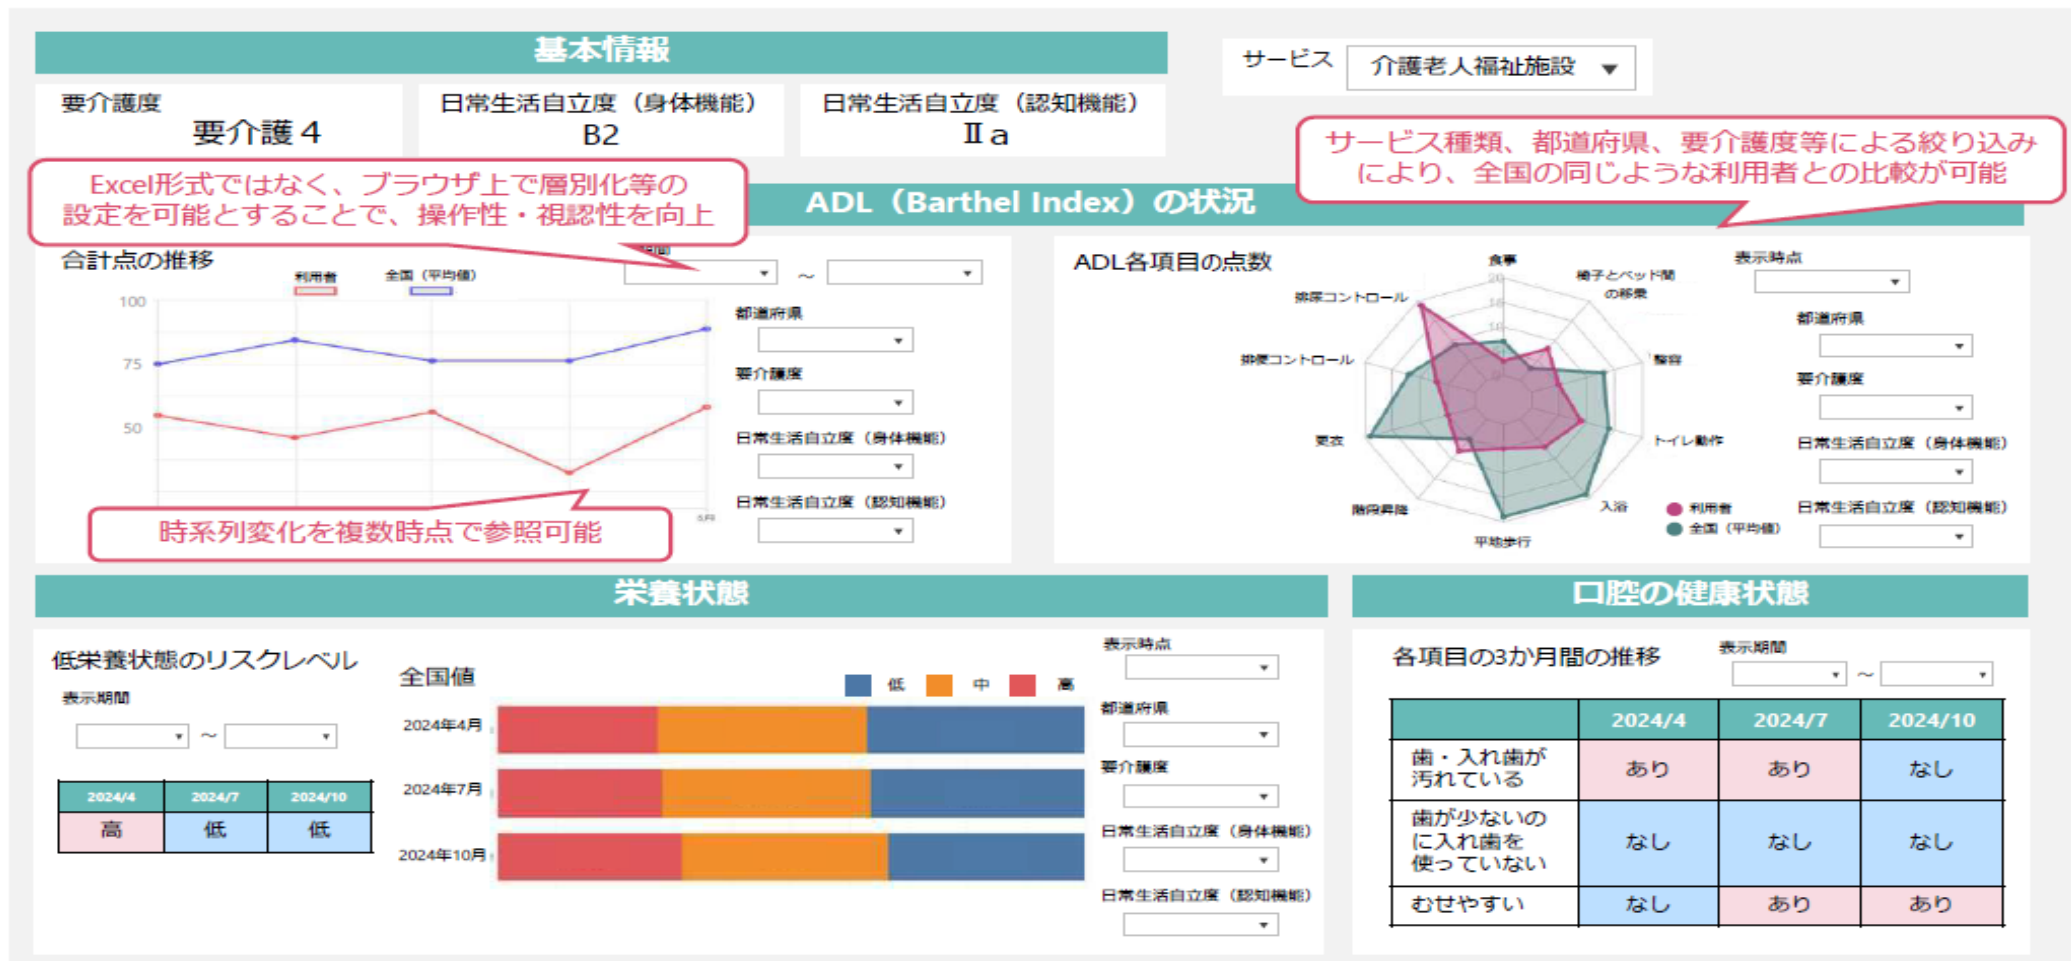 基本情報
サービス
介護老人福祉施設
要介護度
要介護4
日常生活自立度（身体機能）
B2
日常生活自立度（認知機能）
Ⅱa
サービス種類、都道府県、要介護度等による絞り込み
により、全国の同じような利用者との比較が可能
Excel形式ではなく、ブラウザ上で層別化等の
設定を可能とすることで、操作性・視認性を向上
ADL（Barthel Index）の状況
合計点の推移
利用者
全国（平均値）
～
100
75
50
都道府県
要介護度
日常生活自立度（身体機能）
日常生活自立度（認知機能）
時系列変化を複数時点で参照可能
ADL各項目の点数
食事
椅子とベッド間
の移乗
整容
トイレ動作
入浴
平地歩行
階段昇降
更衣
排便コントロール
排尿コントロール
20
15
10
利用者
全国（平均値）
表示時点
都道府県
要介護度
日常生活自立度（身体機能）
日常生活自立度（認知機能）
栄養状態
低栄養状態のリスクレベル
表示期間
～
2024/4 2024/7 2024/10
高 低 低
全国値
低 中 高
2024年4月
2024年7月
2024年10月
表示時点
都道府県
要介護度
日常生活自立度（身体機能）
日常生活自立度（認知機能）
口腔の健康状態
各項目の3か月間の推移
表示期間
～
2024/4 2024/7 2024/10
歯・入れ歯が
汚れている
あり あり なし
歯が少ないの
に入れ歯を
使っていない
なし なし なし
むせやすい
なし あり あり